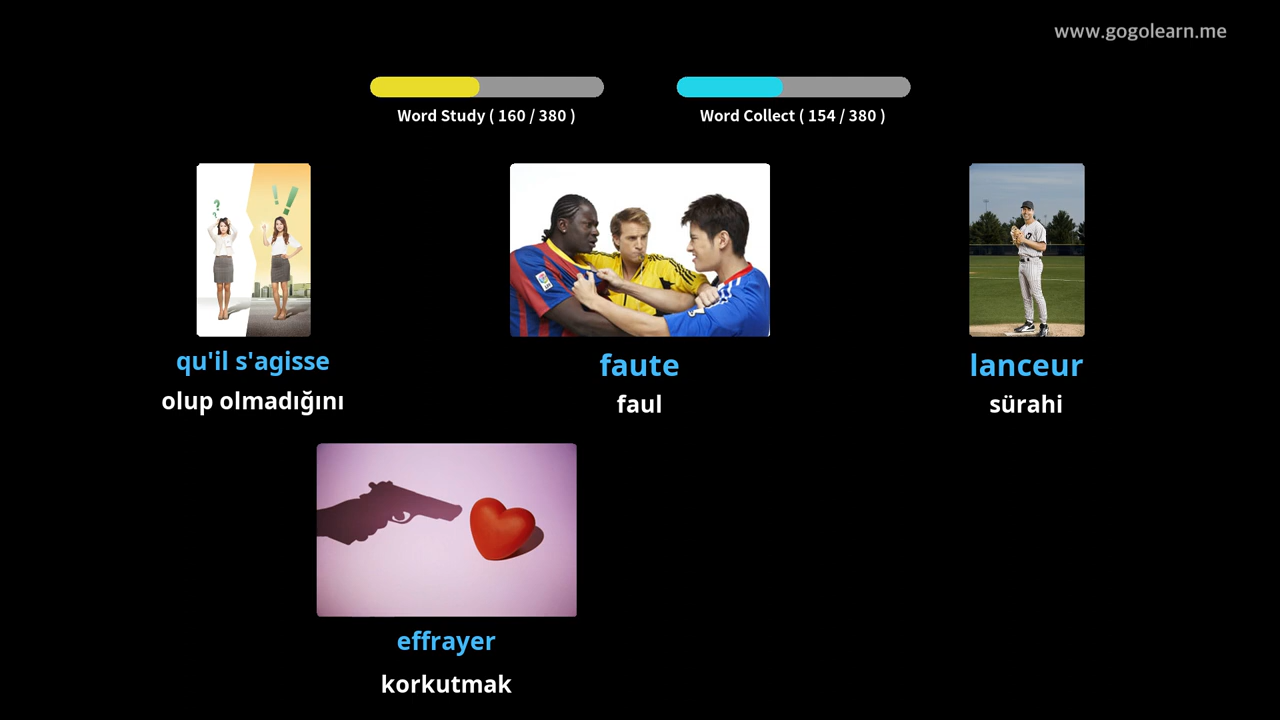 www.gogolearn.me
Word Study ( 160 / 380 )
Word Collect ( 154 / 380 )
qu'il s'agisse
olup olmadığını
faute
faul
lanceur
sürahi
effrayer
korkutmak